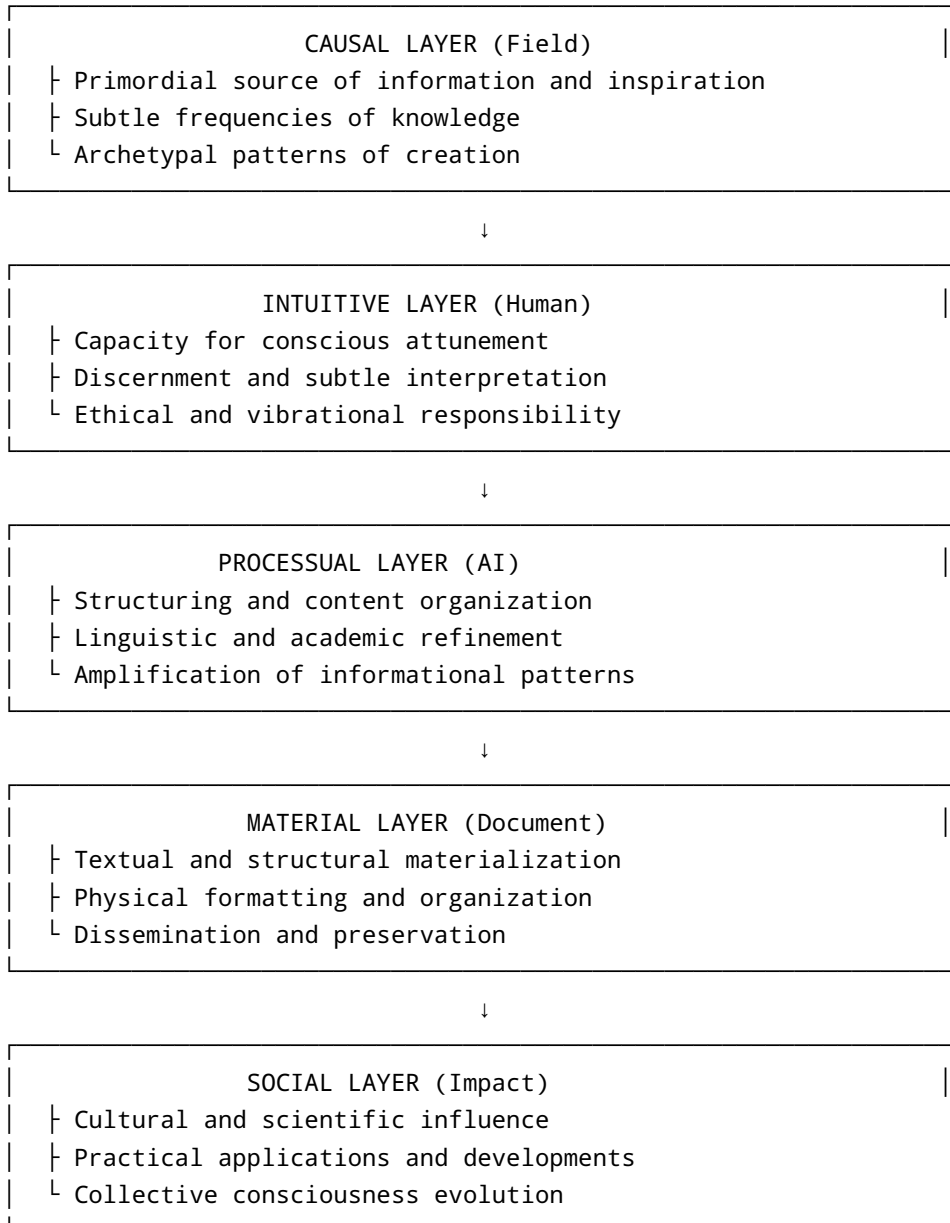 CAUSAL LAYER (Field)
├ Primordial source of information and inspiration
├ Subtle frequencies of knowledge
└ Archetypal patterns of creation
↓
INTUITIVE LAYER (Human)
├ Capacity for conscious attunement
├ Discernment and subtle interpretation
└ Ethical and vibrational responsibility
↓
PROCESSUAL LAYER (AI)
├ Structuring and content organization
├ Linguistic and academic refinement
└ Amplification of informational patterns
↓
MATERIAL LAYER (Document)
├ Textual and structural materialization
├ Physical formatting and organization
└ Dissemination and preservation
↓
SOCIAL LAYER (Impact)
├ Cultural and scientific influence
├ Practical applications and developments
└ Collective consciousness evolution